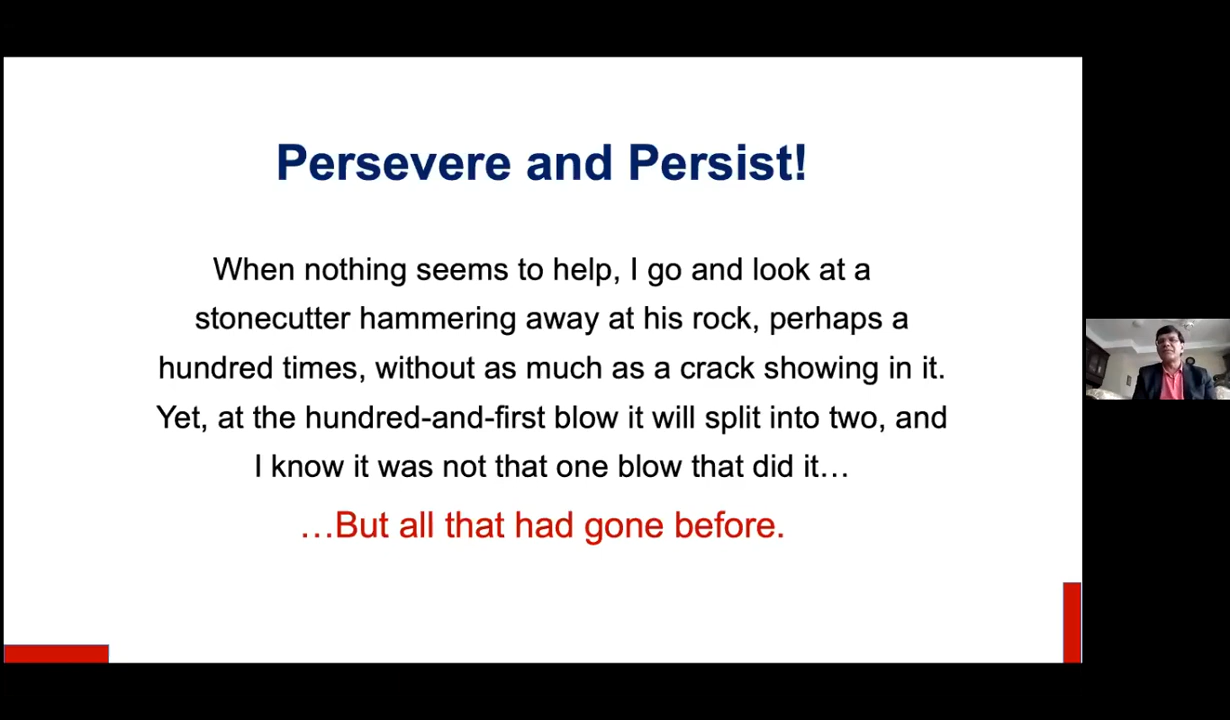 Persevere and Persist!
When nothing seems to help, I go and look at a
stonecutter hammering away at his rock, perhaps a
hundred times, without as much as a crack showing in it.
Yet, at the hundred-and-first blow it will split into two, and
I know it was not that one blow that did it…
…But all that had gone before.